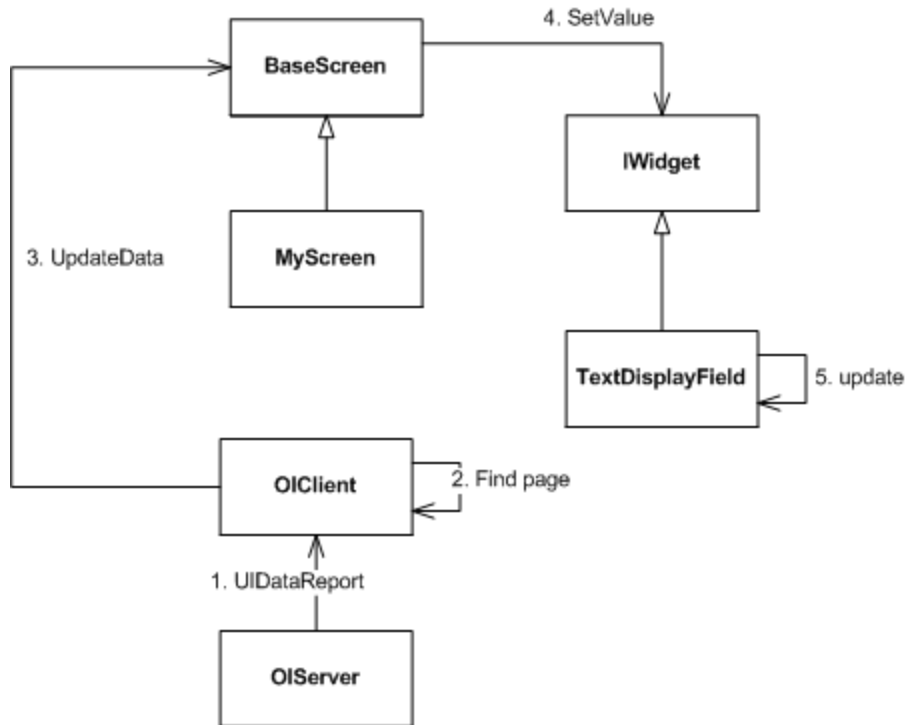 4. SetValue
BaseScreen
IWidget
3. UpdateData
MyScreen
TextDisplayField
5. update
OIClient
2. Find page
1. UIDataReport
OIServer